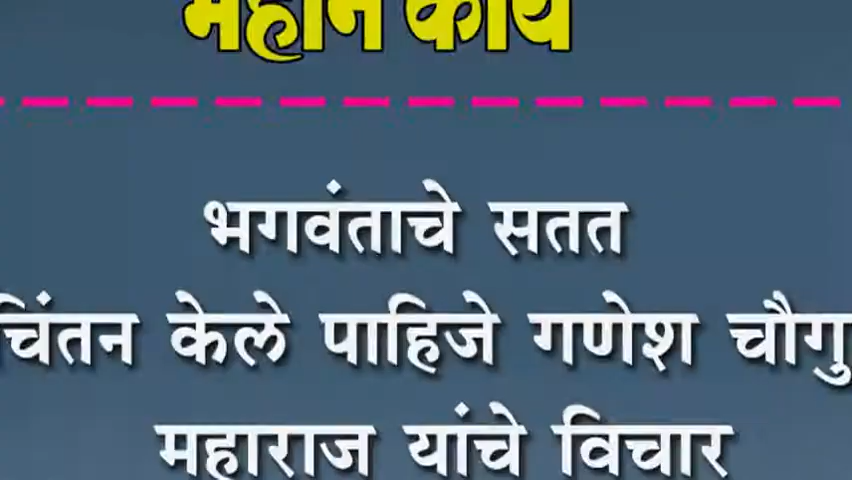 महान कार्य
भगवंताचे सतत
चिंतन केले पाहिजे गणेश
महाराज यांचे विचार